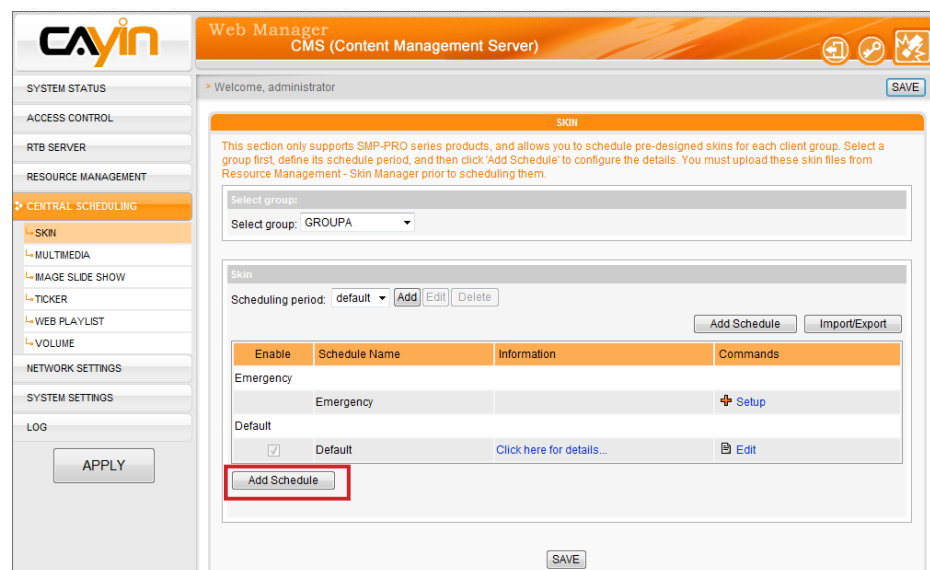 CAYIN
Web Manager
CMS (Content Management Server)
SYSTEM STATUS
ACCESS CONTROL
RTB SERVER
RESOURCE MANAGEMENT
CENTRAL SCHEDULING
SKIN
MULTIMEDIA
IMAGE SLIDE SHOW
TICKER
WEB PLAYLIST
VOLUME
NETWORK SETTINGS
SYSTEM SETTINGS
LOG
APPLY
> Welcome, administrator
SAVE
SKIN
This section only supports SMP-PRO series products, and allows you to schedule pre-designed skins for each client group. Select a
group first, define its schedule period, and then click 'Add Schedule' to configure the details. You must upload these skin files from
Resource Management - Skin Manager prior to scheduling them.
Select group:
Select group: GROUPA
Skin
Scheduling period: default Add Edit Delete
Add Schedule Import/Export
Enable Schedule Name Information Commands
Emergency
Emergency Setup
Default
Default Click here for details... Edit
Add Schedule
SAVE